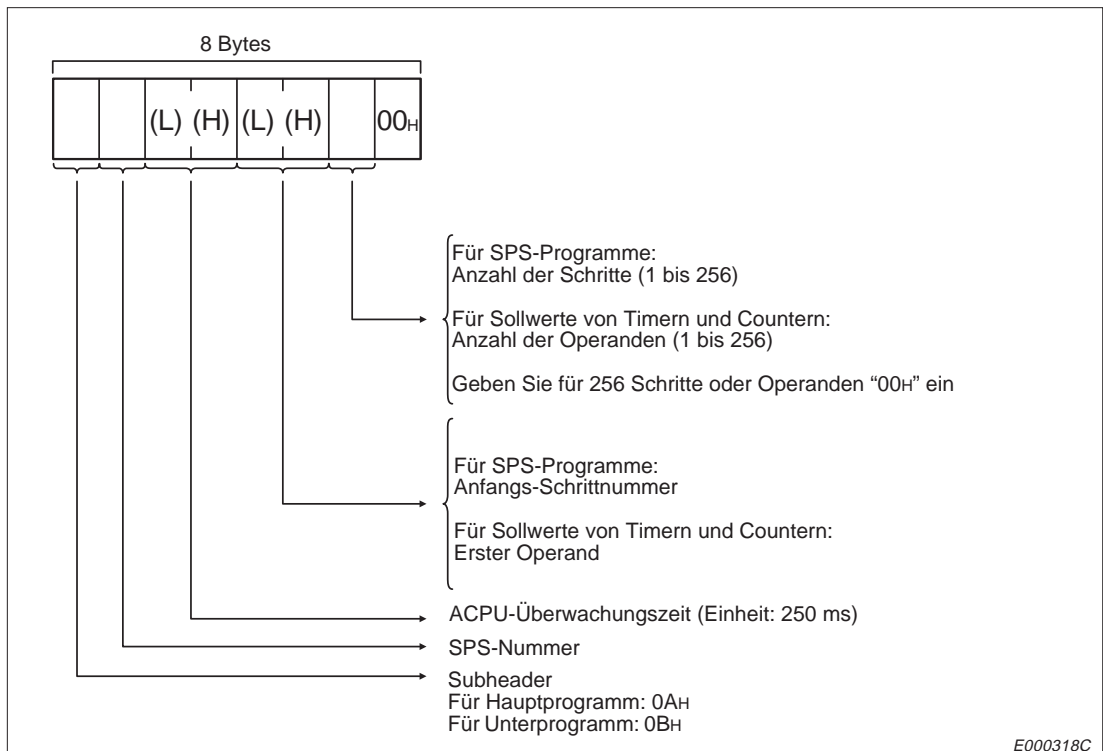 8 Bytes
(L) (H) (L) (H) 00H
Für SPS-Programme:
Anzahl der Schritte (1 bis 256)
Für Sollwerte von Timern und Countern:
Anzahl der Operanden (1 bis 256)
Geben Sie für 256 Schritte oder Operanden “00H” ein
Für SPS-Programme:
Anfangs-Schrittnummer
Für Sollwerte von Timern und Countern:
Erster Operand
ACPU-Überwachungszeit (Einheit: 250 ms)
SPS-Nummer
Subheader
Für Hauptprogramm: 0AH
Für Unterprogramm: 0BH
E000318C